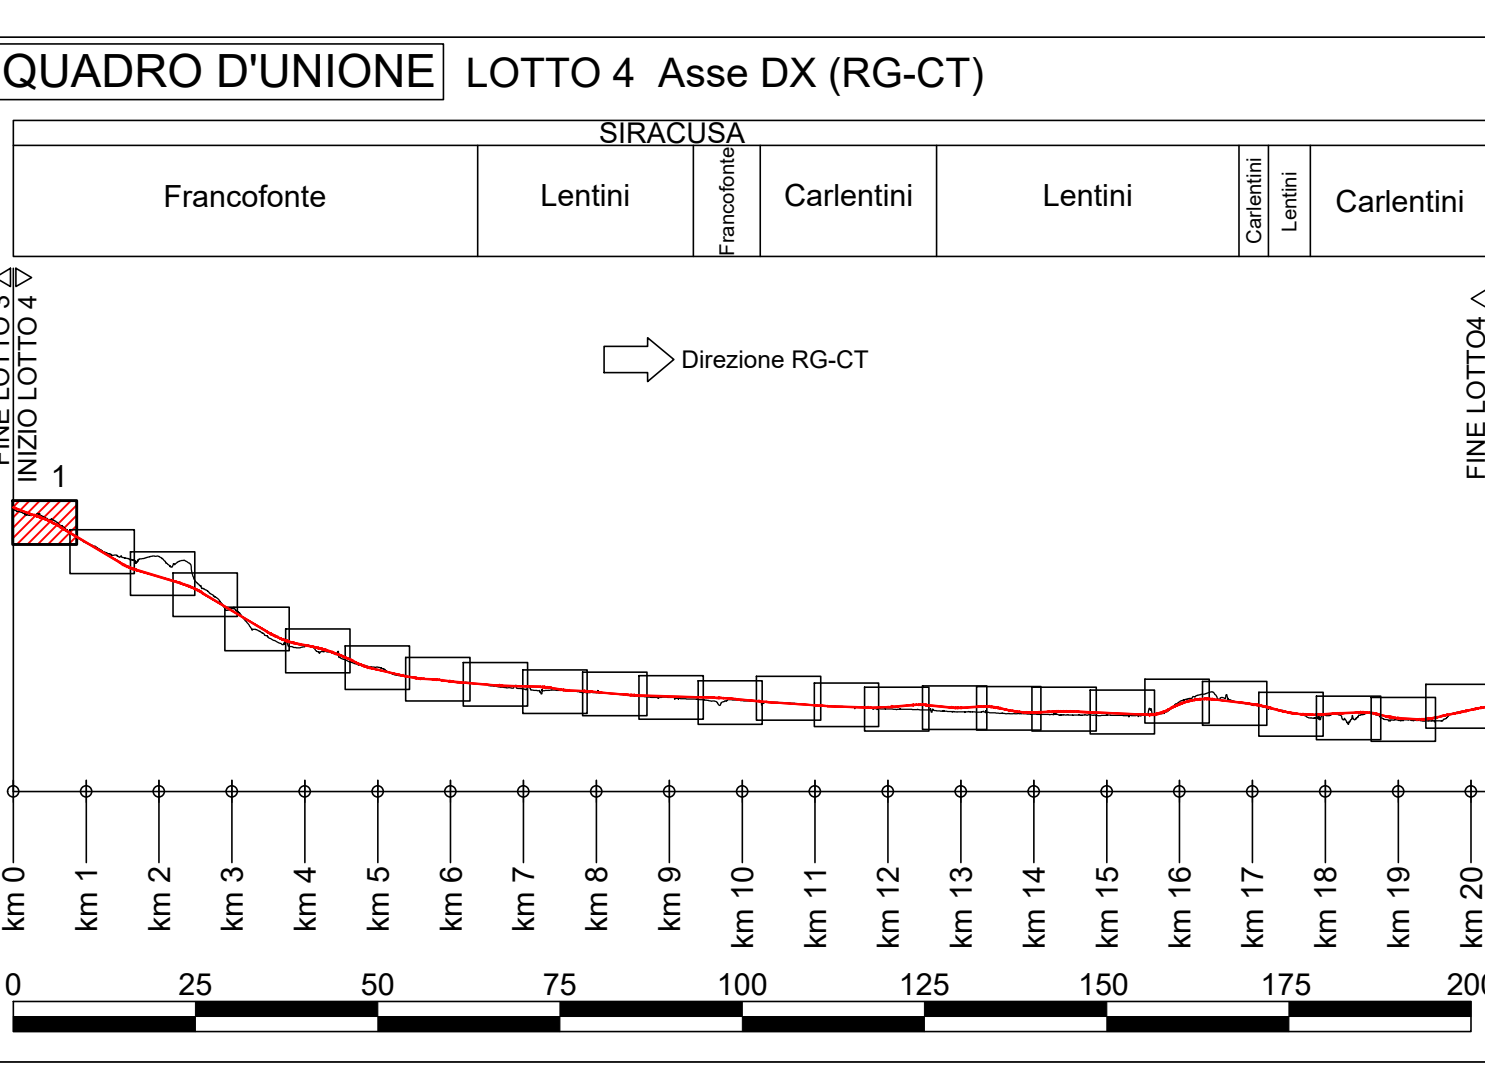 QUADRO D'UNIONE LOTTO 4 Asse DX (RG-CT)
SIRACUSA
Francofonte Lentini Francofonte Carlentini Lentini Carlentini Lentini Carlentini
FINE LOTTO 3
INIZIO LOTTO 4
Direzione RG-CT
FINE LOTTO4
1
km 0 km 1 km 2 km 3 km 4 km 5 km 6 km 7 km 8 km 9 km 10 km 11 km 12 km 13 km 14 km 15 km 16 km 17 km 18 km 19 km 20
0 25 50 75 100 125 150 175 200